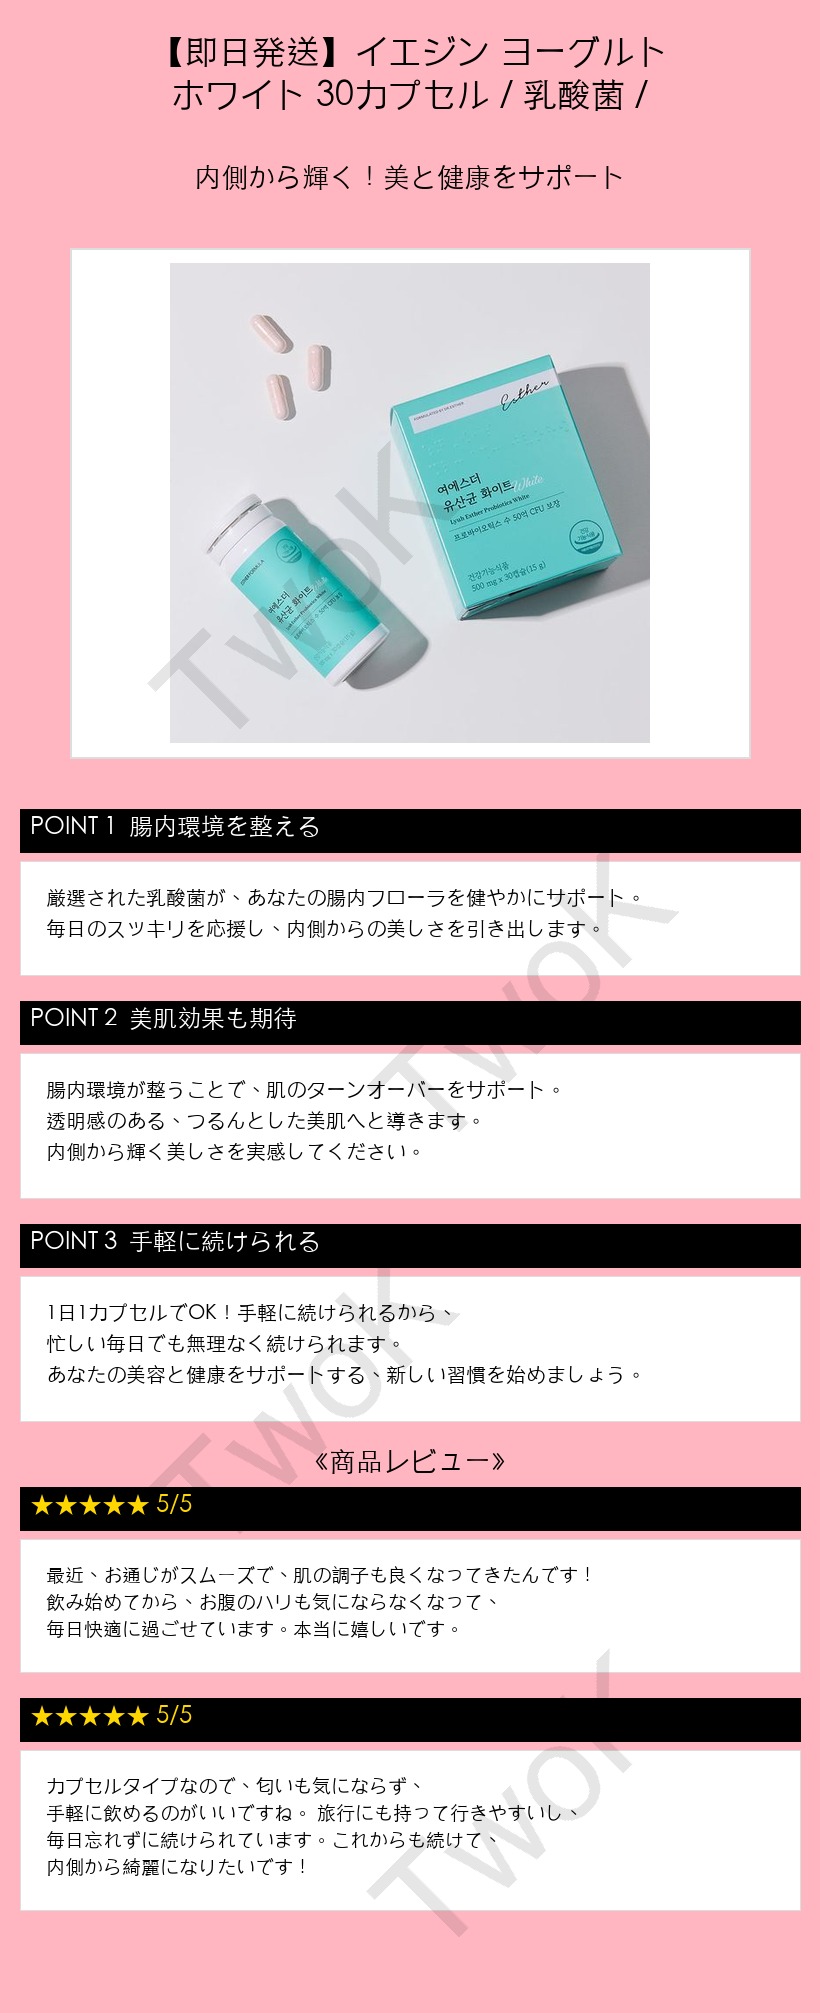 【即日発送】イエジン ヨーグルト
ホワイト 30カプセル / 乳酸菌 /
内側から輝く！美と健康をサポート
FORMULATED BY DR.ESTHER
Esther
여에스더
유산균 화이트 White
Lyuh Esther Probiotics White
프로바이오틱스 수 50억 CFU 보장
건강
기능식품
건강기능식품
500 mg x 30캡슐(15 g)
여에스더
유산균 화이트
TwoK
POINT 1 腸内環境を整える
厳選された乳酸菌が、あなたの腸内フローラを健やかにサポート。
毎日のスッキリを応援し、内側からの美しさを引き出します。
TwoK
POINT 2 美肌効果も期待
腸内環境が整うことで、肌のターンオーバーをサポート。
透明感のある、つるんとした美肌へと導きます。
内側から輝く美しさを実感してください。
POINT 3 手軽に続けられる
1日1カプセルでOK！手軽に続けられるから、
忙しい毎日でも無理なく続けられます。
あなたの美容と健康をサポートする、新しい習慣を始めましょう。
TwoK
《商品レビュー》
★★★★★ 5/5
最近、お通じがスムーズで、肌の調子も良くなってきたんです！
飲み始めてから、お腹のハリも気にならなくなって、
毎日快適に過ごせています。本当に嬉しいです。
★★★★★ 5/5
カプセルタイプなので、匂いも気にならず、
手軽に飲めるのがいいですね。 旅行にも持って行きやすいし、
毎日忘れずに続けられています。これからも続けて、
内側から綺麗になりたいです！
TwoK